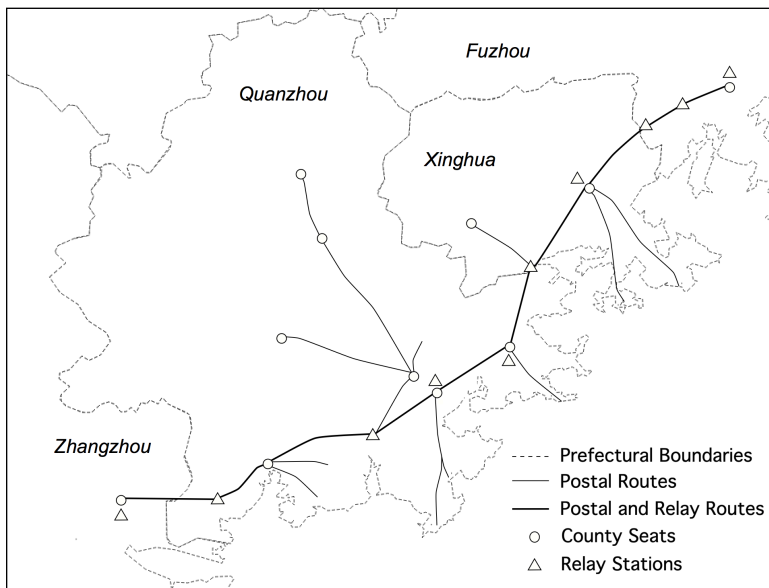 Fuzhou
Quanzhou
Xinghua
Zhangzhou
Prefectural Boundaries
Postal Routes
Postal and Relay Routes
County Seats
Relay Stations